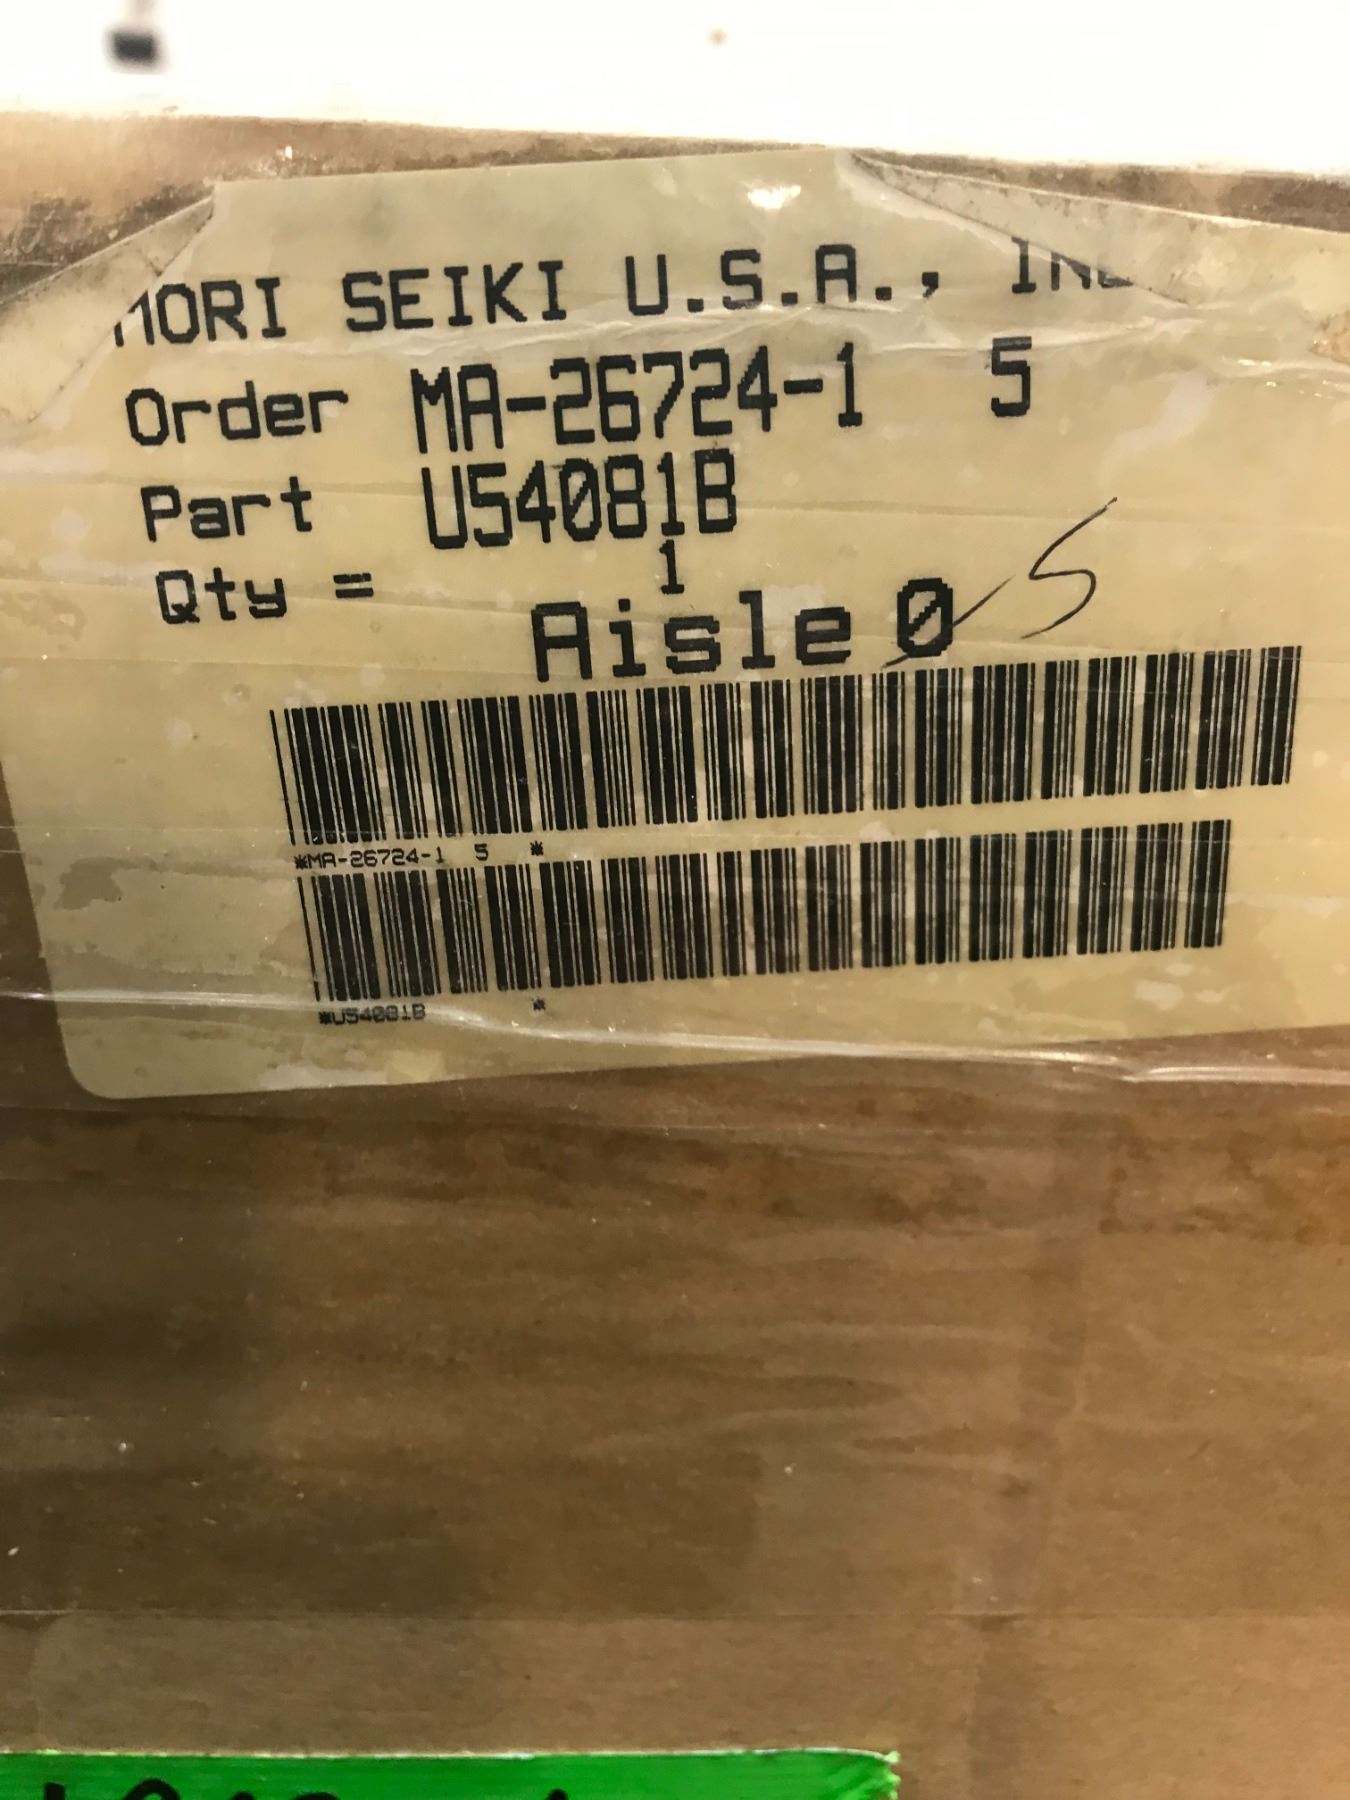 MORI SEIKI U.S.A., INC
Order MA-26724-1 5
Part U54081B
Qty = 1
Aisle 0 5
*MA-26724-1 5 *
*U54081B *